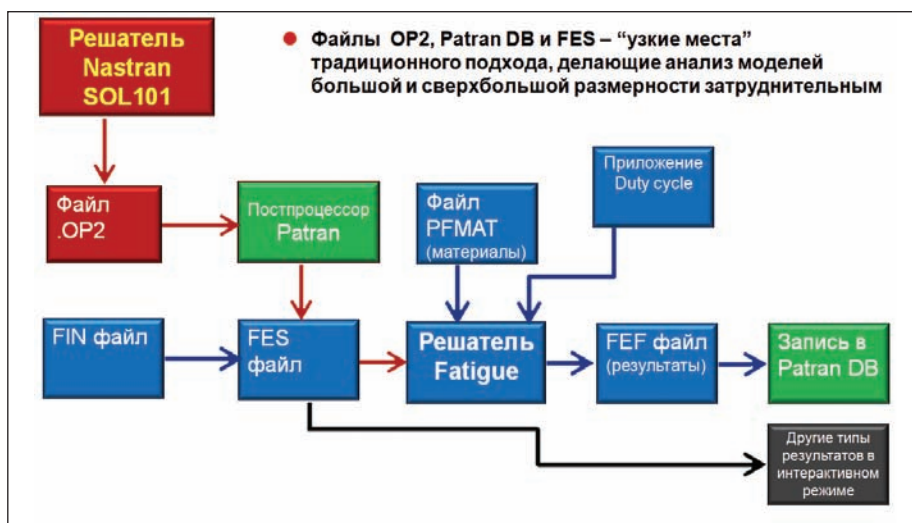 Решатель
Nastran
SOL101
Файлы OP2, Patran DB и FES – “узкие места”
традиционного подхода, делающие анализ моделей
большой и сверхбольшой размерности затруднительным
Файл
.OP2
Постпроцессор
Patran
Файл
PFMAT
(материалы)
Приложение
Duty cycle
FIN файл
FES
файл
Решатель
Fatigue
FEF файл
(результаты)
Запись в
Patran DB
Другие типы
результатов в
интерактивном
режиме